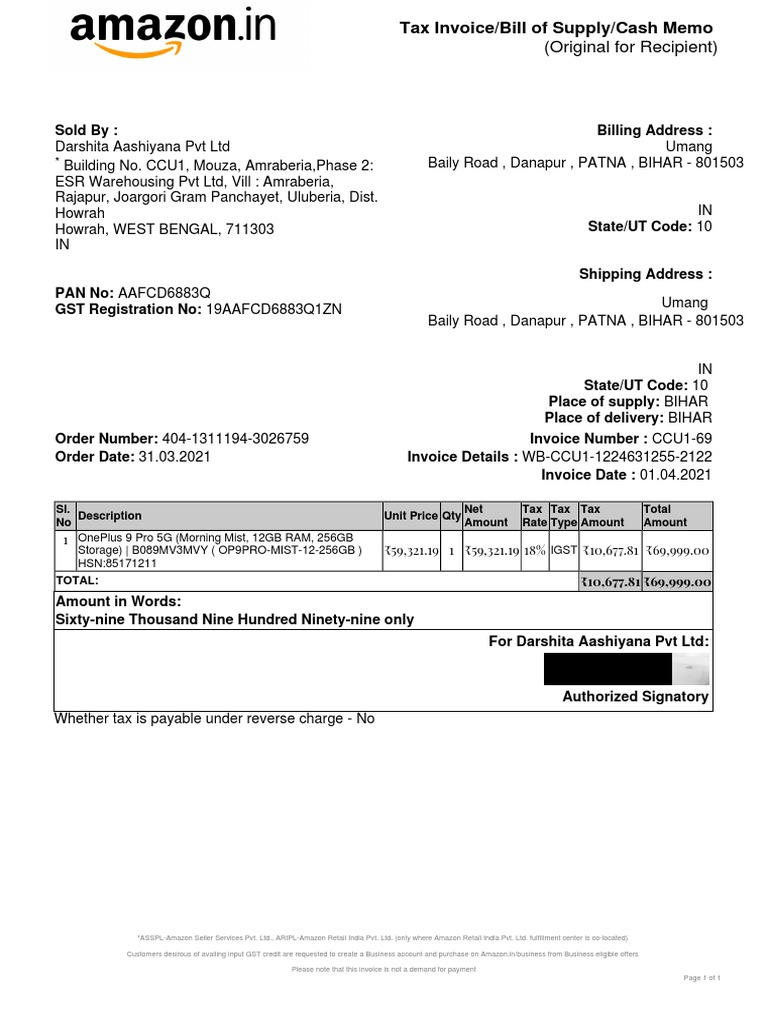 amazon.in
Tax Invoice/Bill of Supply/Cash Memo
(Original for Recipient)
Sold By :
Darshita Aashiyana Pvt Ltd
* Building No. CCU1, Mouza, Amraberia,Phase 2:
ESR Warehousing Pvt Ltd, Vill : Amraberia,
Rajapur, Joargori Gram Panchayet, Uluberia, Dist.
Howrah
Howrah, WEST BENGAL, 711303
IN
PAN No: AAFCD6883Q
GST Registration No: 19AAFCD6883Q1ZN
Billing Address :
Umang
Baily Road , Danapur , PATNA , BIHAR - 801503
IN
State/UT Code: 10
Shipping Address :
Umang
Baily Road , Danapur , PATNA , BIHAR - 801503
IN
State/UT Code: 10
Place of supply: BIHAR
Place of delivery: BIHAR
Order Number: 404-1311194-3026759
Order Date: 31.03.2021
Invoice Number : CCU1-69
Invoice Details : WB-CCU1-1224631255-2122
Invoice Date : 01.04.2021
Sl. No Description Unit Price Qty Net Amount Tax Rate Tax Type Tax Amount Total Amount
1 OnePlus 9 Pro 5G (Morning Mist, 12GB RAM, 256GB
Storage) | B089MV3MVY ( OP9PRO-MIST-12-256GB )
HSN:85171211
₹59,321.19 1 ₹59,321.19 18% IGST ₹10,677.81 ₹69,999.00
TOTAL: ₹10,677.81 ₹69,999.00
Amount in Words:
Sixty-nine Thousand Nine Hundred Ninety-nine only
For Darshita Aashiyana Pvt Ltd:
Authorized Signatory
Whether tax is payable under reverse charge - No
*ASSPL-Amazon Seller Services Pvt. Ltd., ARIPL-Amazon Retail India Pvt. Ltd. (only where Amazon Retail India Pvt. Ltd. fulfillment center is co-located)
Customers desirous of availing input GST credit are requested to create a Business account and purchase on Amazon.in/business from Business eligible offers
Please note that this invoice is not a demand for payment
Page 1 of 1